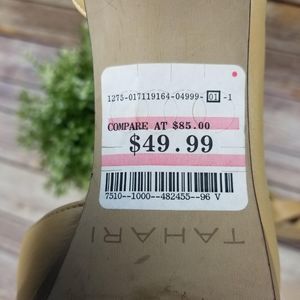 1275-017119164-04999- 01 -1
COMPARE AT $85.00
$49.99
7510--1000--482455--96 V
TAHARI